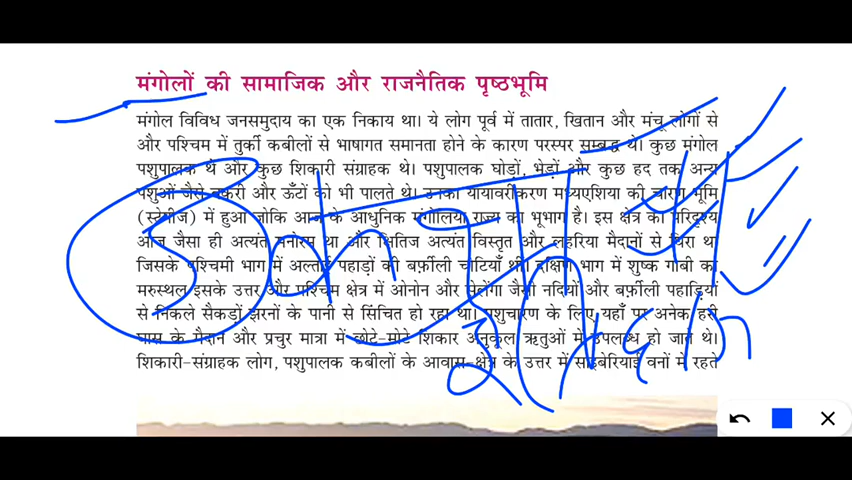 मंगोलों की सामाजिक और राजनैतिक पृष्ठभूमि
मंगोल विविध जनसमुदाय का एक निकाय था। ये लोग पूर्व में तातार, खितान और मंचू लोगों से
और पश्चिम में तुर्की कबीलों से भाषागत समानता होने के कारण परस्पर सम्बद्ध थे। कुछ मंगोल
पशुपालक थे और कुछ शिकारी संग्राहक थे। पशुपालक घोड़ों, भेड़ों और कुछ हद तक अन्य
पशुओं जैसे बकरी और ऊँटों को भी पालते थे। उनका यायावरीकरण मध्यएशिया की चारण भूमि
(स्टेपीज) में हुआ जोकि आज के आधुनिक मंगोलिया राज्य का भूभाग है। इस क्षेत्र का परिदृश्य
आज जैसा ही अत्यंत मनोरम था और क्षितिज अत्यंत विस्तृत और लहरिया मैदानों से घिरा था
जिसके पश्चिमी भाग में अल्ताई पहाड़ों की बर्फ़ीली चोटियाँ थी। दक्षिण भाग में शुष्क गोबी का
मरुस्थल इसके उत्तर और पश्चिम क्षेत्र में ओनोन और सेलेंगा जैसी नदियों और बर्फ़ीली पहाड़ियों
से निकले सैकड़ों झरनों के पानी से सिंचित हो रहा था। पशुचारण के लिए यहाँ पर अनेक हरी
घास के मैदान और प्रचुर मात्रा में छोटे-मोटे शिकार अनुकूल ऋतुओं में उपलब्ध हो जाते थे।
शिकारी-संग्राहक लोग, पशुपालक कबीलों के आवास-क्षेत्र के उत्तर में साइबेरियाई वनों में रहते